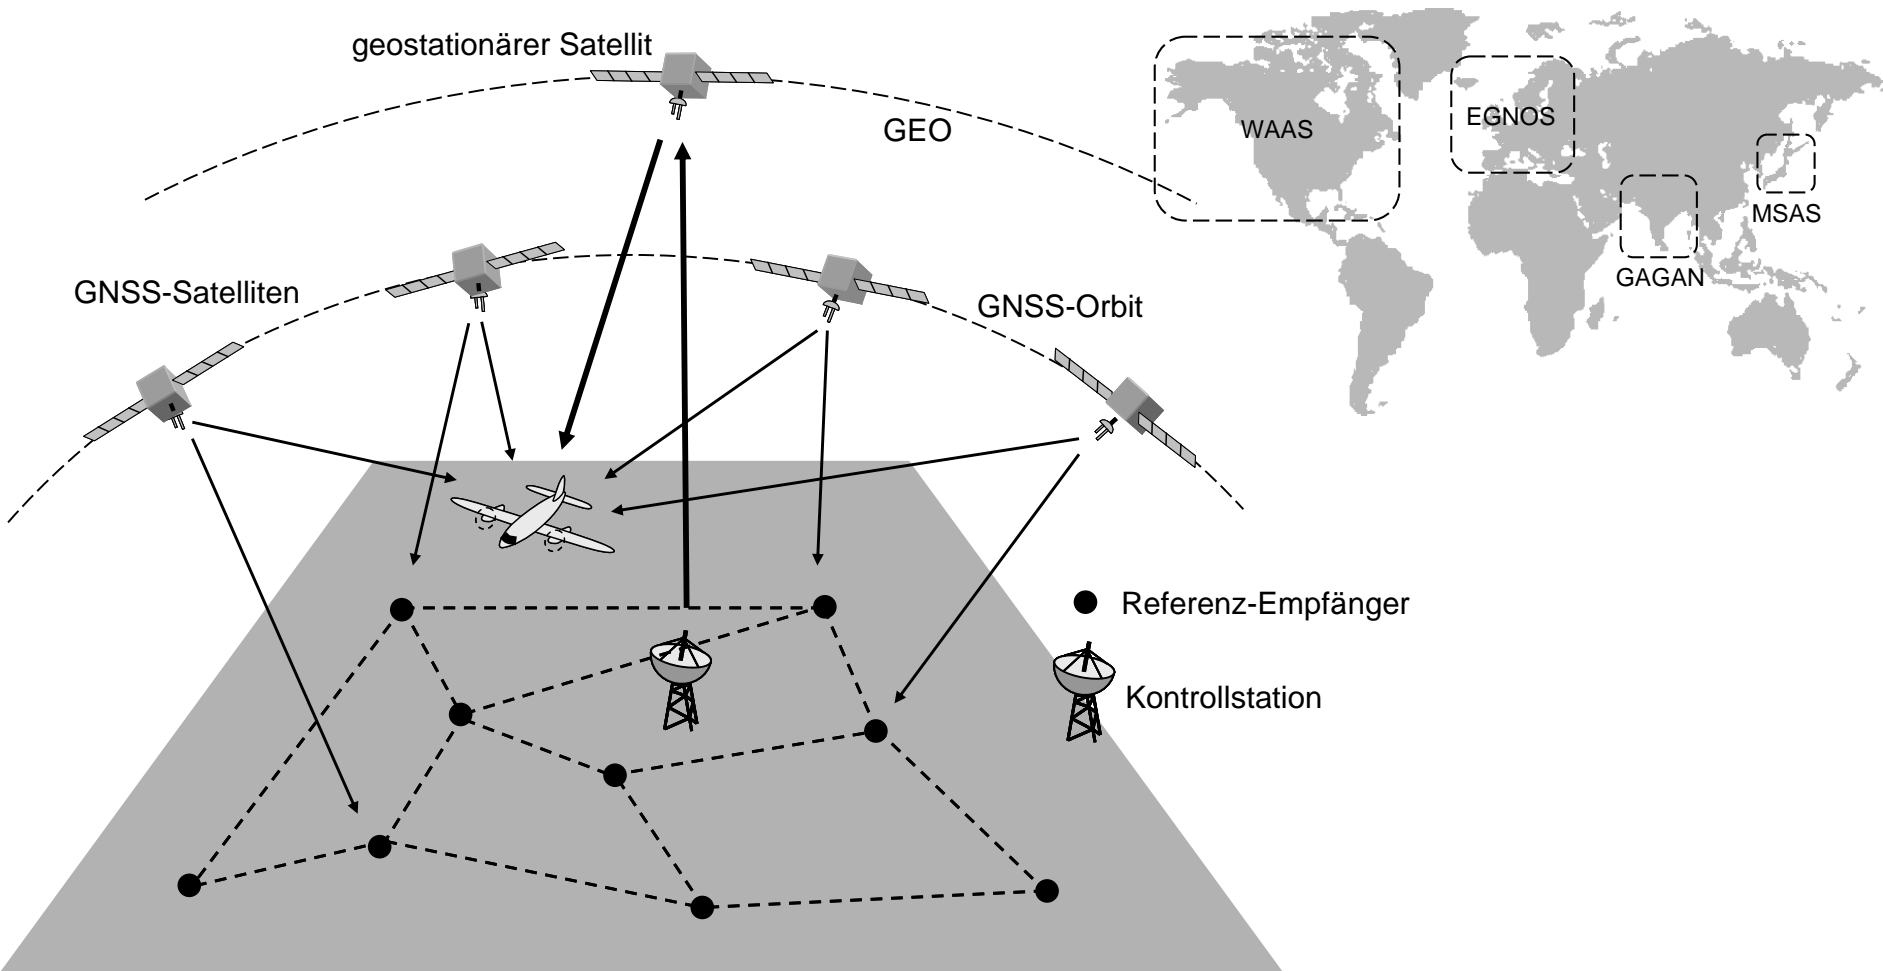 geostationärer Satellit
GEO
WAAS
EGNOS
MSAS
GAGAN
GNSS-Satelliten
GNSS-Orbit
Referenz-Empfänger
Kontrollstation